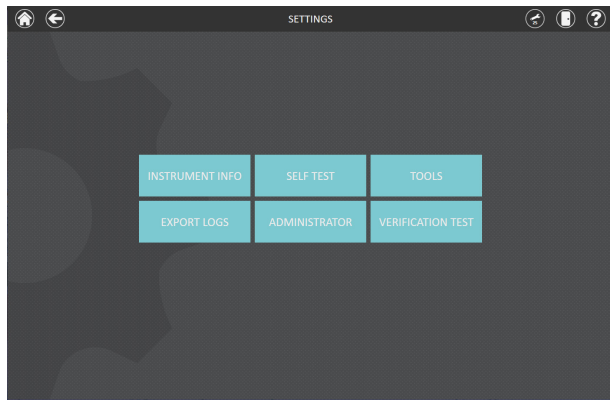 SETTINGS
?
INSTRUMENT INFO
SELF TEST
TOOLS
EXPORT LOGS
ADMINISTRATOR
VERIFICATION TEST